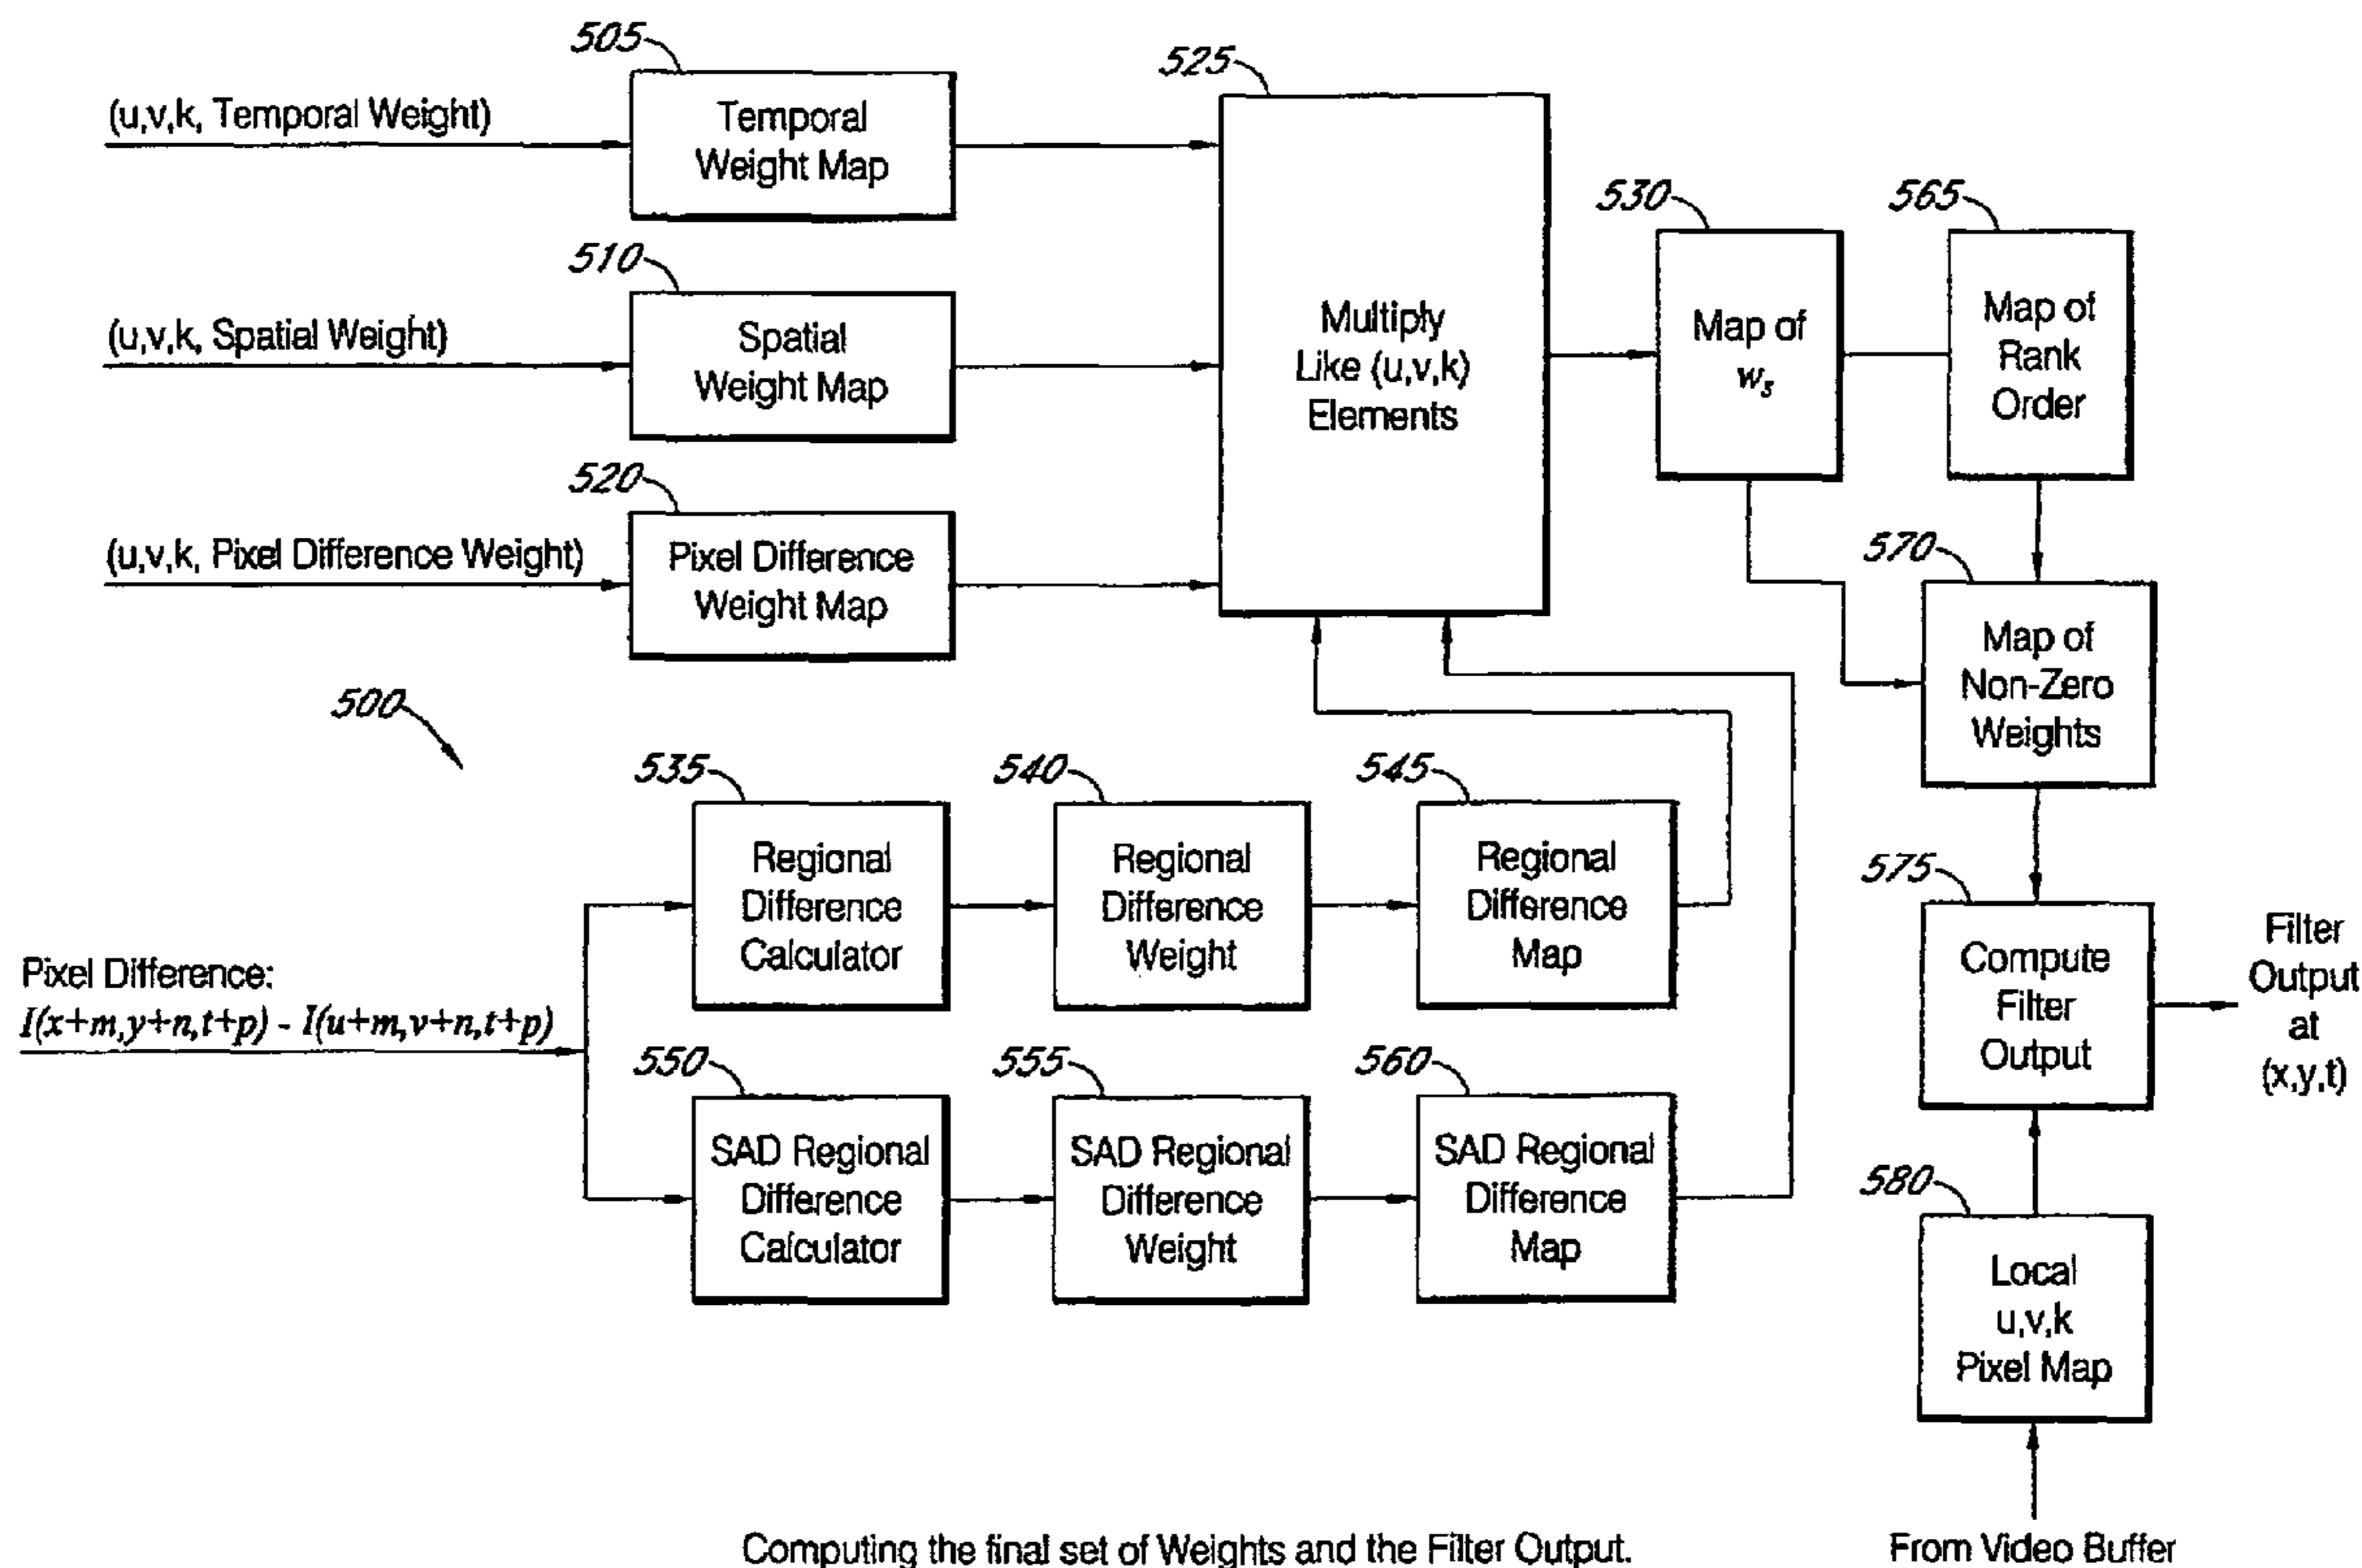 505
(u,v,k, Temporal Weight)
Temporal
Weight Map
510
(u,v,k, Spatial Weight)
Spatial
Weight Map
520
(u,v,k, Pixel Difference Weight)
Pixel Difference
Weight Map
525
Multiply
Like (u,v,k)
Elements
530
Map of
ws
565
Map of
Rank
Order
570
Map of
Non-Zero
Weights
500
535
Regional
Difference
Calculator
540
Regional
Difference
Weight
545
Regional
Difference
Map
Pixel Difference:
I(x+m,y+n,t+p) - I(u+m,v+n,t+p)
550
SAD Regional
Difference
Calculator
555
SAD Regional
Difference
Weight
560
SAD Regional
Difference
Map
575
Compute
Filter
Output
Filter
Output
at
(x,y,t)
580
Local
u,v,k
Pixel Map
From Video Buffer
Computing the final set of Weights and the Filter Output.